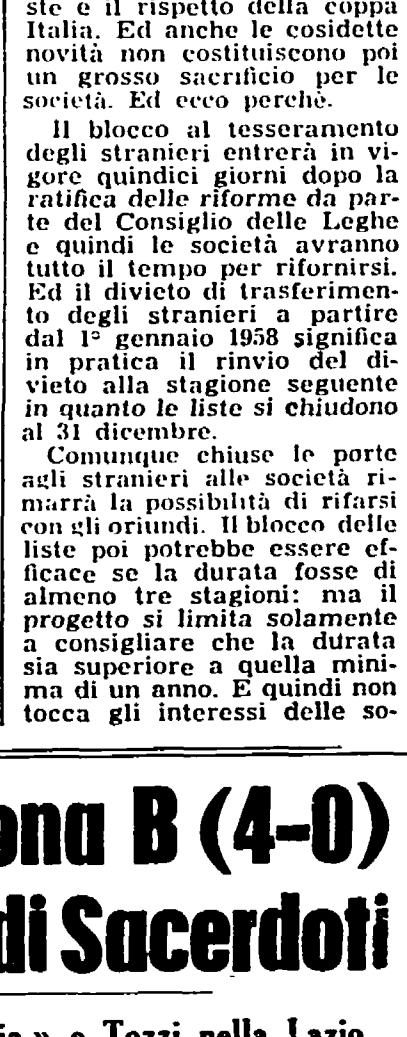 ste e il rispetto della coppa
Italia. Ed anche le cosidette
novità non costituiscono poi
un grosso sacrificio per le
società. Ed ecco perchè.
Il blocco al tesseramento
degli stranieri entrerà in vi-
gore quindici giorni dopo la
ratifica delle riforme da par-
te del Consiglio delle Leghe
e quindi le società avranno
tutto il tempo per rifornirsi.
Ed il divieto di trasferimen-
to degli stranieri a partire
dal 1° gennaio 1958 significa
in pratica il rinvio del di-
vieto alla stagione seguente
in quanto le liste si chiudono
al 31 dicembre.
Comunque chiuse le porte
agli stranieri alle società ri-
marrà la possibilità di rifarsi
con gli oriundi. Il blocco delle
liste poi potrebbe essere ef-
ficace se la durata fosse di
almeno tre stagioni: ma il
progetto si limita solamente
a consigliare che la durata
sia superiore a quella mini-
ma di un anno. E quindi non
tocca gli interessi delle so-
ona B (4-0)
di Sacerdoti
» e Tozzi nella Lazio